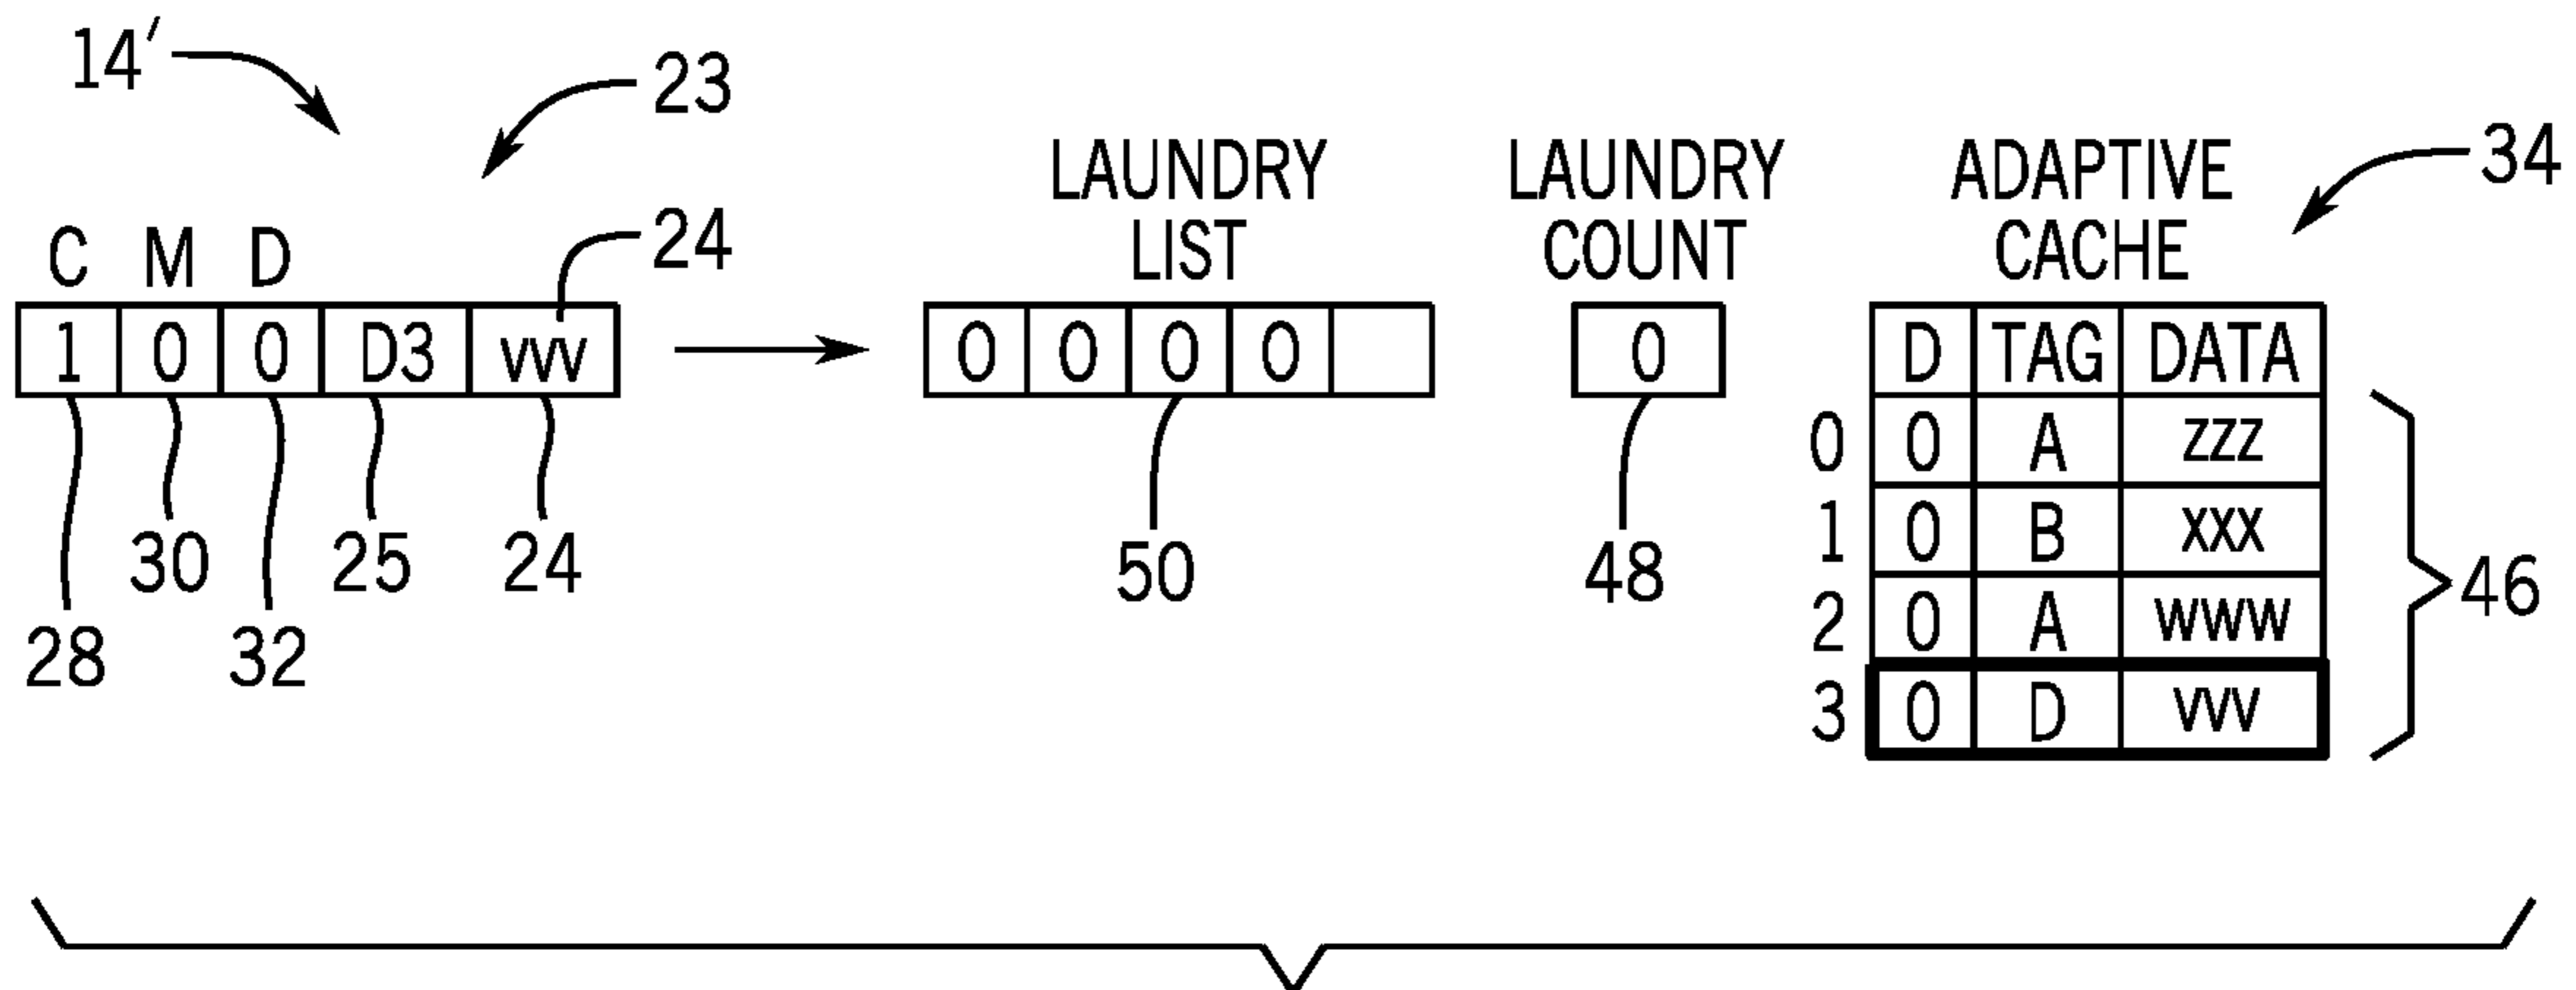 14′
23
34
LAUNDRY LIST
LAUNDRY COUNT
ADAPTIVE CACHE
24
C M D
1 0 0 D3 vvv
0 0 0 0
0
D TAG DATA
0 0 A zzz
1 0 B xxx
2 0 A www
3 0 D vvv
28
30
32
25
24
50
48
46